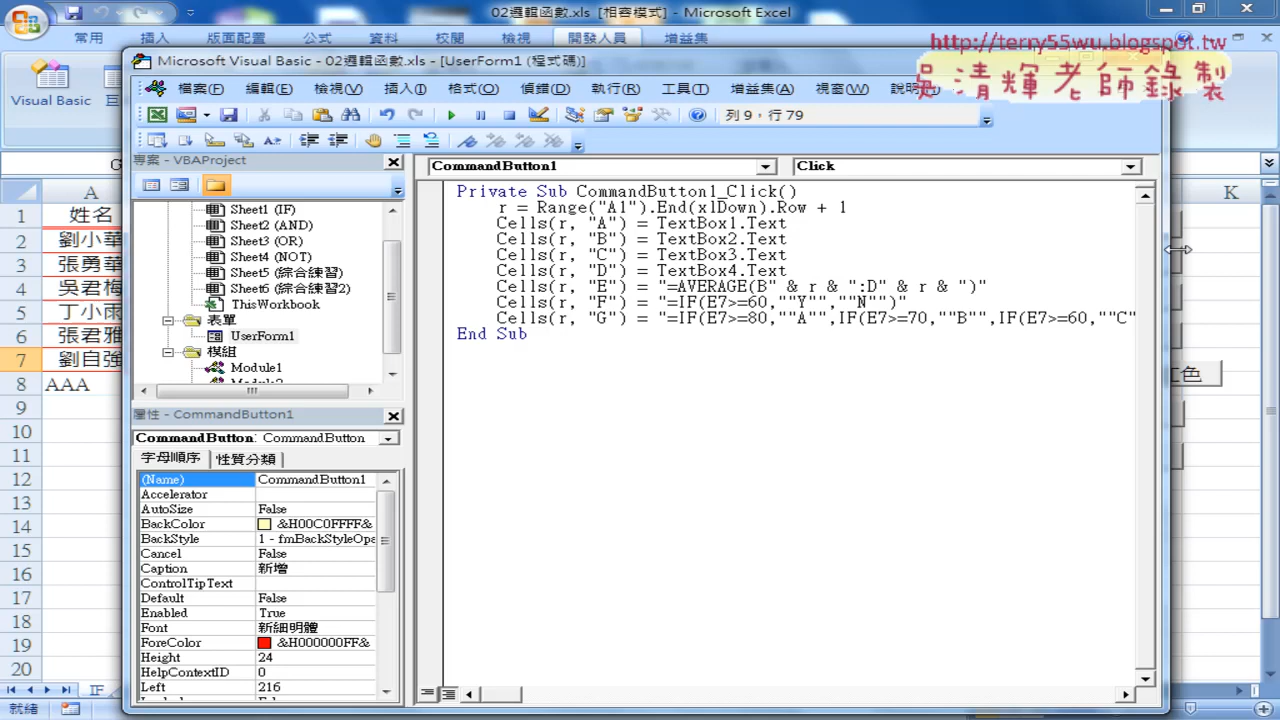 02邏輯函數.xls [相容模式] - Microsoft Excel
常用 插入 版面配置 公式 資料 校閱 檢視 開發人員 增益集
http://terry55wu.blogspot.tw
吳清輝老師錄製
Visual Basic
Microsoft Visual Basic - 02邏輯函數.xls - [UserForm1 (程式碼)]
檔案(F) 編輯(E) 檢視(V) 插入(I) 格式(O) 偵錯(D) 執行(R) 工具(T) 增益集(A) 視窗(W)
列 9，行 79
專案 - VBAProject
Sheet1 (IF)
Sheet2 (AND)
Sheet3 (OR)
Sheet4 (NOT)
Sheet5 (綜合練習)
Sheet6 (綜合練習2)
ThisWorkbook
表單
UserForm1
模組
Module1
屬性 - CommandButton1
CommandButton1 CommandButton
字母順序 性質分類
(Name) CommandButton1
Accelerator
AutoSize False
BackColor &H00C0FFFF&
BackStyle 1 - fmBackStyleOpa
Cancel False
Caption 新增
ControlTipText
Default False
Enabled True
Font 新細明體
ForeColor &H000000FF&
Height 24
HelpContextID 0
Left 216
CommandButton1 Click
Private Sub CommandButton1_Click()
r = Range("A1").End(xlDown).Row + 1
Cells(r, "A") = TextBox1.Text
Cells(r, "B") = TextBox2.Text
Cells(r, "C") = TextBox3.Text
Cells(r, "D") = TextBox4.Text
Cells(r, "E") = "=AVERAGE(B" & r & ":D" & r & ")"
Cells(r, "F") = "=IF(E7>=60,""Y"",""N"")"
Cells(r, "G") = "=IF(E7>=80,""A"",IF(E7>=70,""B"",IF(E7>=60,""C"
End Sub
A K
1 姓名
2 劉小華
3 張勇華
4 吳君梅
5 丁小雨
6 張君雅
7 劉自強
8 AAA
9
10
11
12
13
14
15
16
17
18
19
20
IF
就緒